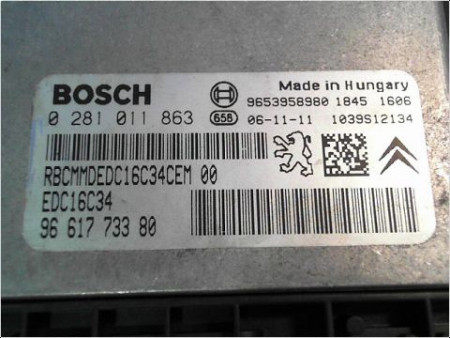 BOSCH
Made in Hungary
9653958980 1845 1606
0 281 011 863 656 06-11-11 1039S12134
RBCMMDEDC16C34CEM 00
EDC16C34
96 617 733 80